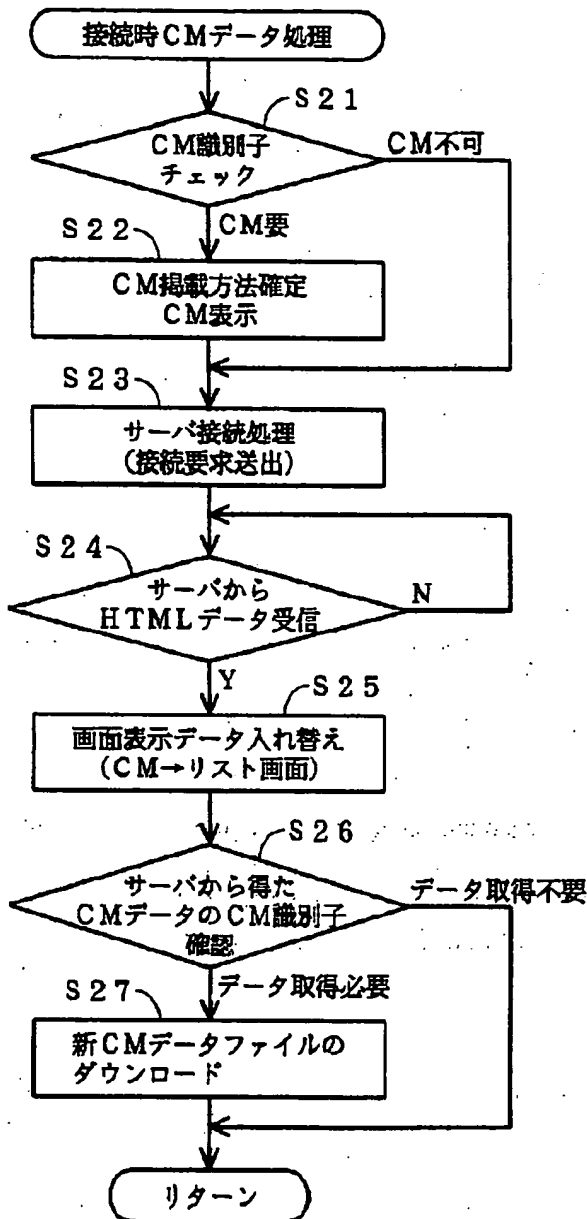 接続時CMデータ処理
S21
CM識別子
チェック
CM不可
CM要
S22
CM掲載方法確定
CM表示
S23
サーバ接続処理
(接続要求送出)
S24
サーバから
HTMLデータ受信
N
Y
S25
画面表示データ入れ替え
(CM→リスト画面)
S26
サーバから得た
CMデータのCM識別子
確認
データ取得不要
データ取得必要
S27
新CMデータファイルの
ダウンロード
リターン